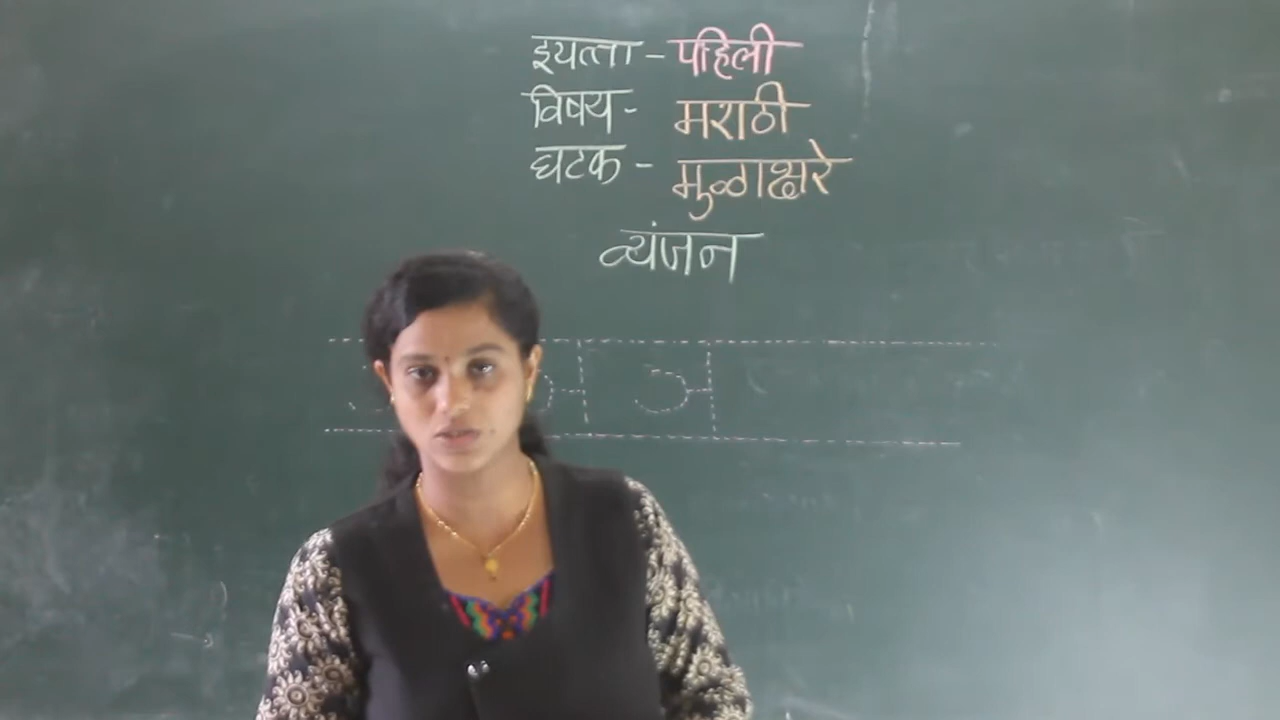 इयत्ता - पहिली
विषय - मराठी
घटक - मुळाक्षरे
व्यंजन
ज